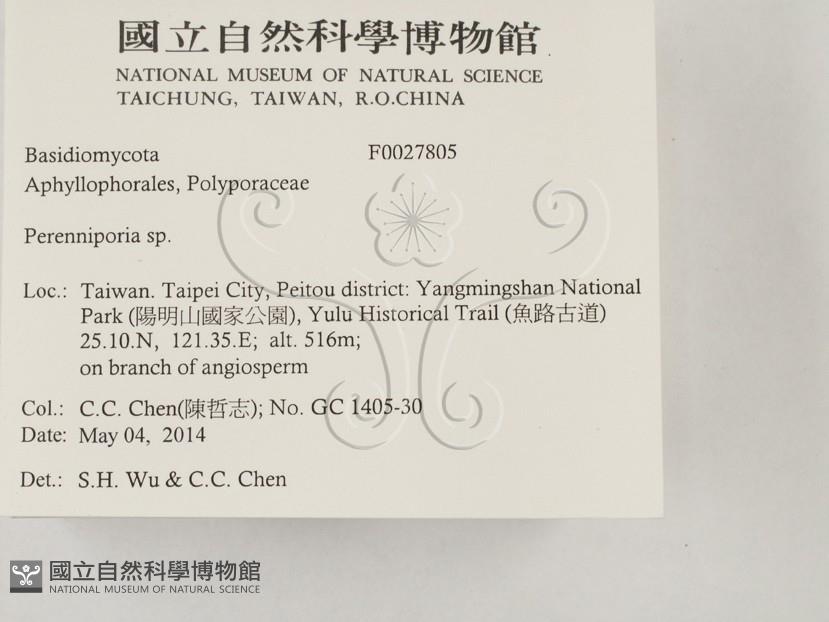 國立自然科學博物館
NATIONAL MUSEUM OF NATURAL SCIENCE
TAICHUNG, TAIWAN, R.O.CHINA
Basidiomycota F0027805
Aphyllophorales, Polyporaceae
Perenniporia sp.
Loc.: Taiwan. Taipei City, Peitou district: Yangmingshan National
Park (陽明山國家公園), Yulu Historical Trail (魚路古道)
25.10.N, 121.35.E; alt. 516m;
on branch of angiosperm
Col.: C.C. Chen(陳哲志); No. GC 1405-30
Date: May 04, 2014
Det.: S.H. Wu & C.C. Chen
國立自然科學博物館
NATIONAL MUSEUM OF NATURAL SCIENCE